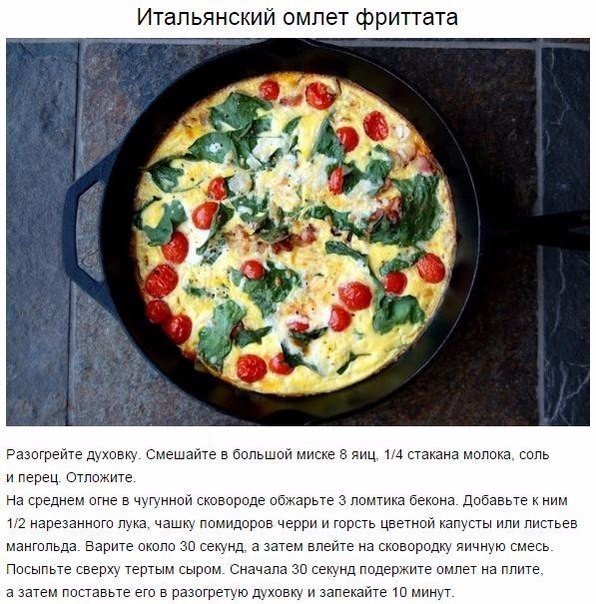 Итальянский омлет фриттата
Разогрейте духовку. Смешайте в большой миске 8 яиц, 1/4 стакана молока, соль
и перец. Отложите.
На среднем огне в чугунной сковороде обжарьте 3 ломтика бекона. Добавьте к ним
1/2 нарезанного лука, чашку помидоров черри и горсть цветной капусты или листьев
мангольда. Варите около 30 секунд, а затем влейте на сковородку яичную смесь.
Посыпьте сверху тертым сыром. Сначала 30 секунд подержите омлет на плите,
а затем поставьте его в разогретую духовку и запекайте 10 минут.